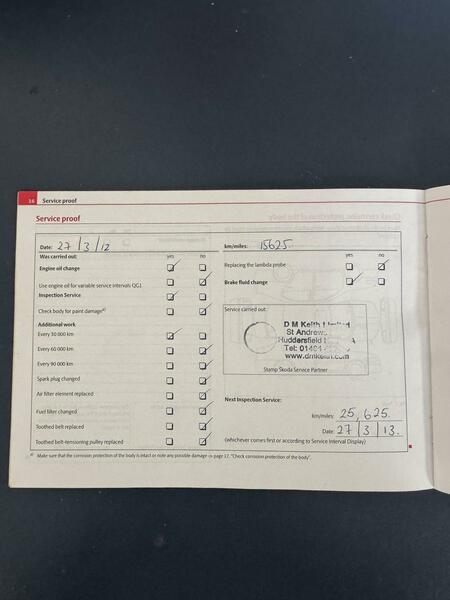 16 Service proof
Service proof
Date: 27/3/12
km/miles: 15625
Was carried out: yes no
yes no
Engine oil change
Replacing the lambda probe
Use engine oil for variable service intervals QG1
Brake fluid change
Inspection Service
Check body for paint damage a)
Service carried out:
Additional work
D M Keith Limited
Every 30 000 km
St Andrews
Huddersfield
Every 60 000 km
Tel: 01484
www.dmkeith.com
Every 90 000 km
Stamp Škoda Service Partner
Spark plug changed
Air filter element replaced
Next Inspection Service:
Fuel filter changed
km/miles: 25,625.
Toothed belt replaced
Date: 27/3/13.
Toothed belt-tensioning pulley replaced
(whichever comes first or according to Service Interval Display)
a) Make sure that the corrosion protection of the body is intact or note any possible damage ⇒ page 17, "Check corrosion protection of the body".